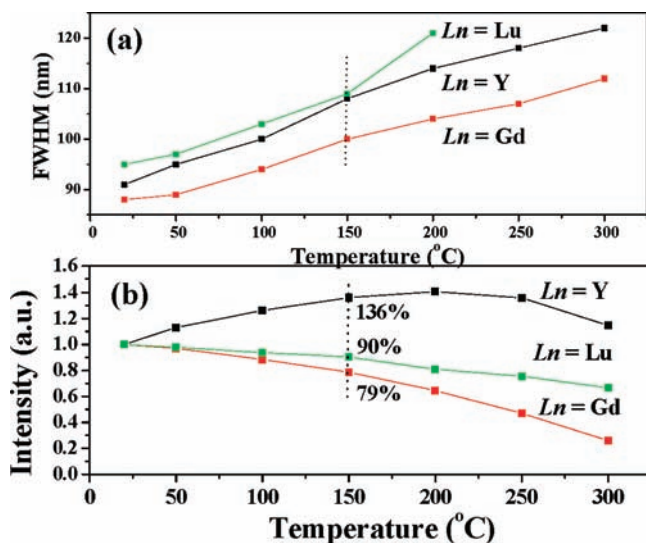 (a)
FWHM (nm)
120
110
100
90
Ln = Lu
Ln = Y
Ln = Gd
0 50 100 150 200 250 300
Temperature (°C)
(b)
Intensity (a.u.)
1.6
1.4
1.2
1.0
0.8
0.6
0.4
0.2
0.0
Ln = Y
136%
90%
Ln = Lu
79%
Ln = Gd
0 50 100 150 200 250 300
Temperature (°C)